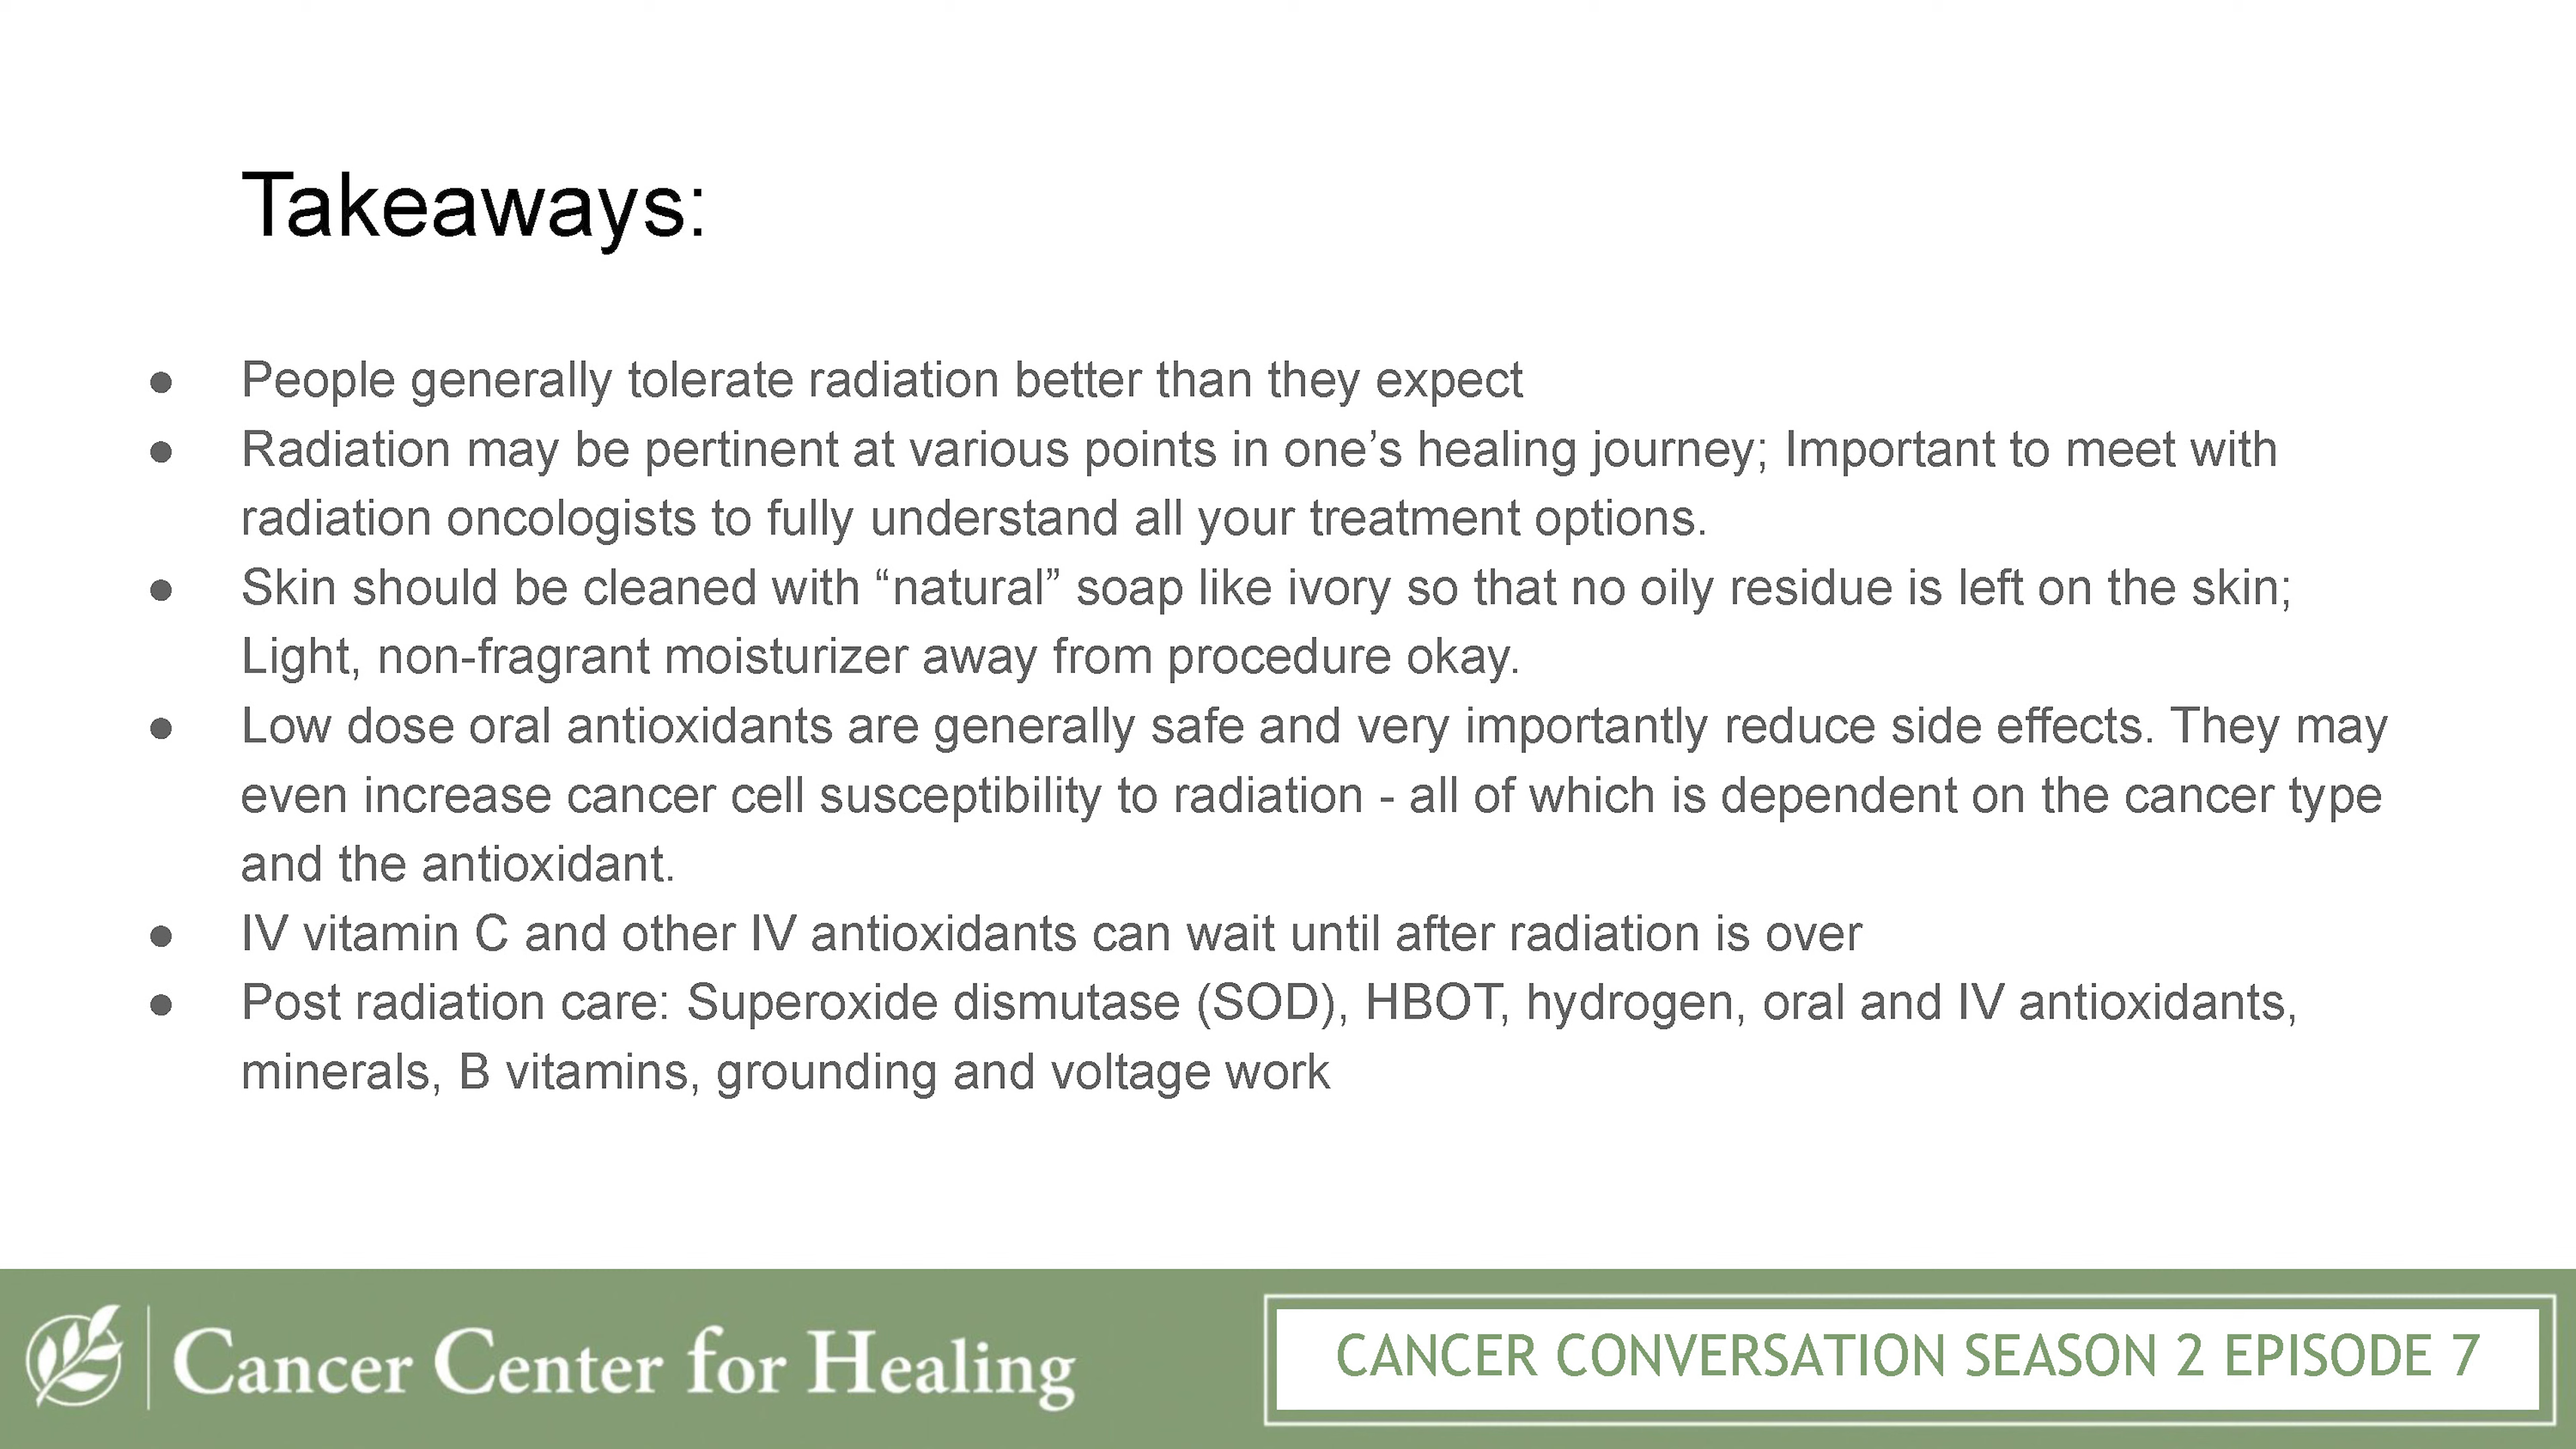 Takeaways:
● People generally tolerate radiation better than they expect
● Radiation may be pertinent at various points in one’s healing journey; Important to meet with
radiation oncologists to fully understand all your treatment options.
● Skin should be cleaned with “natural” soap like ivory so that no oily residue is left on the skin;
Light, non-fragrant moisturizer away from procedure okay.
● Low dose oral antioxidants are generally safe and very importantly reduce side effects. They may
even increase cancer cell susceptibility to radiation - all of which is dependent on the cancer type
and the antioxidant.
● IV vitamin C and other IV antioxidants can wait until after radiation is over
● Post radiation care: Superoxide dismutase (SOD), HBOT, hydrogen, oral and IV antioxidants,
minerals, B vitamins, grounding and voltage work
Cancer Center for Healing
CANCER CONVERSATION SEASON 2 EPISODE 7